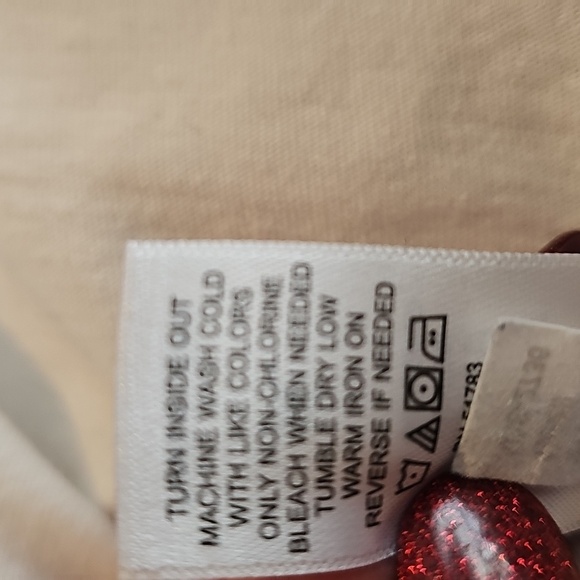 TURN INSIDE OUT
MACHINE WASH COLD
WITH LIKE COLORS
ONLY NON-CHLORINE
BLEACH WHEN NEEDED
TUMBLE DRY LOW
WARM IRON ON
REVERSE IF NEEDED
54783